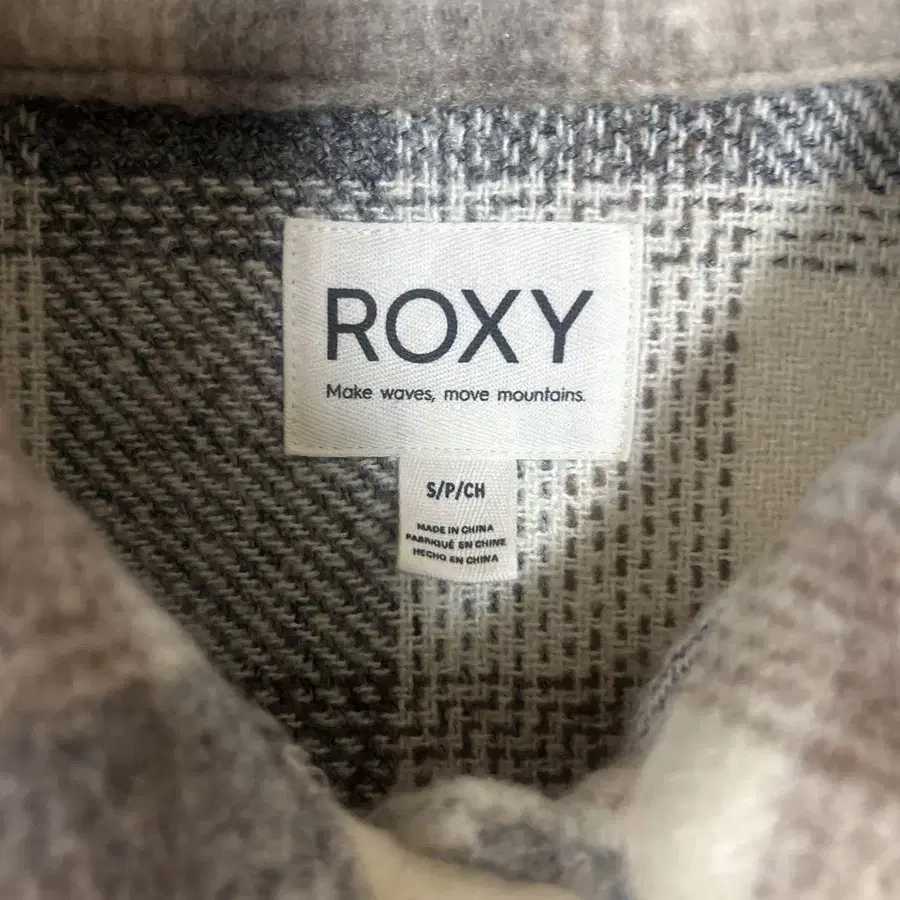 ROXY
Make waves, move mountains.
S/P/CH
MADE IN CHINA
FABRIQUÉ EN CHINE
HECHO EN CHINA